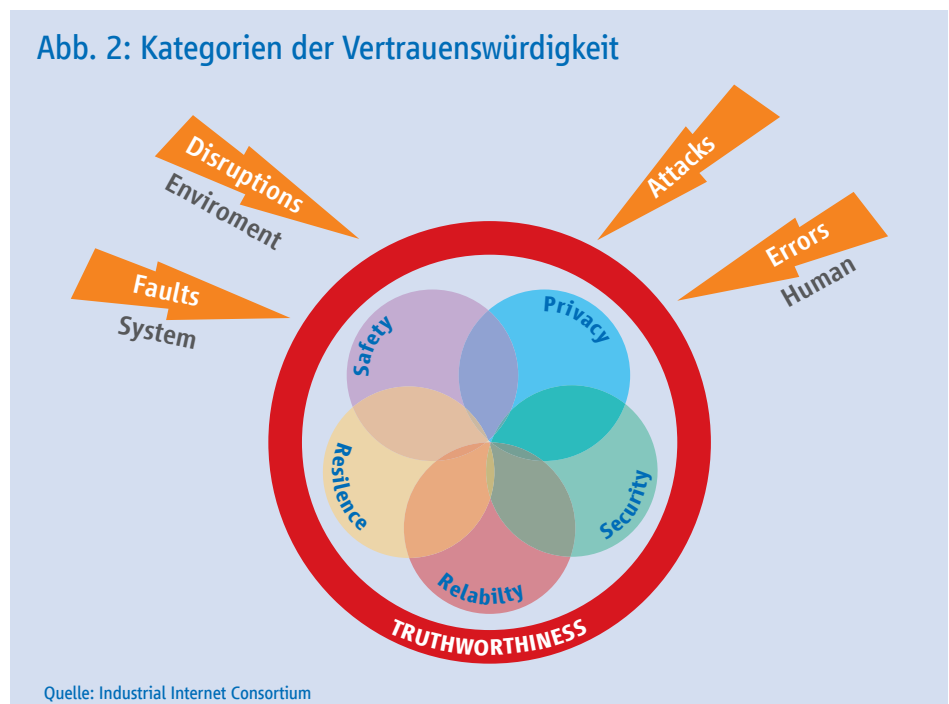 Abb. 2: Kategorien der Vertrauenswürdigkeit
Disruptions
Enviroment
Attacks
Faults
System
Errors
Human
Safety
Privacy
Resilence
Security
Relabilty
TRUTHWORTHINESS
Quelle: Industrial Internet Consortium